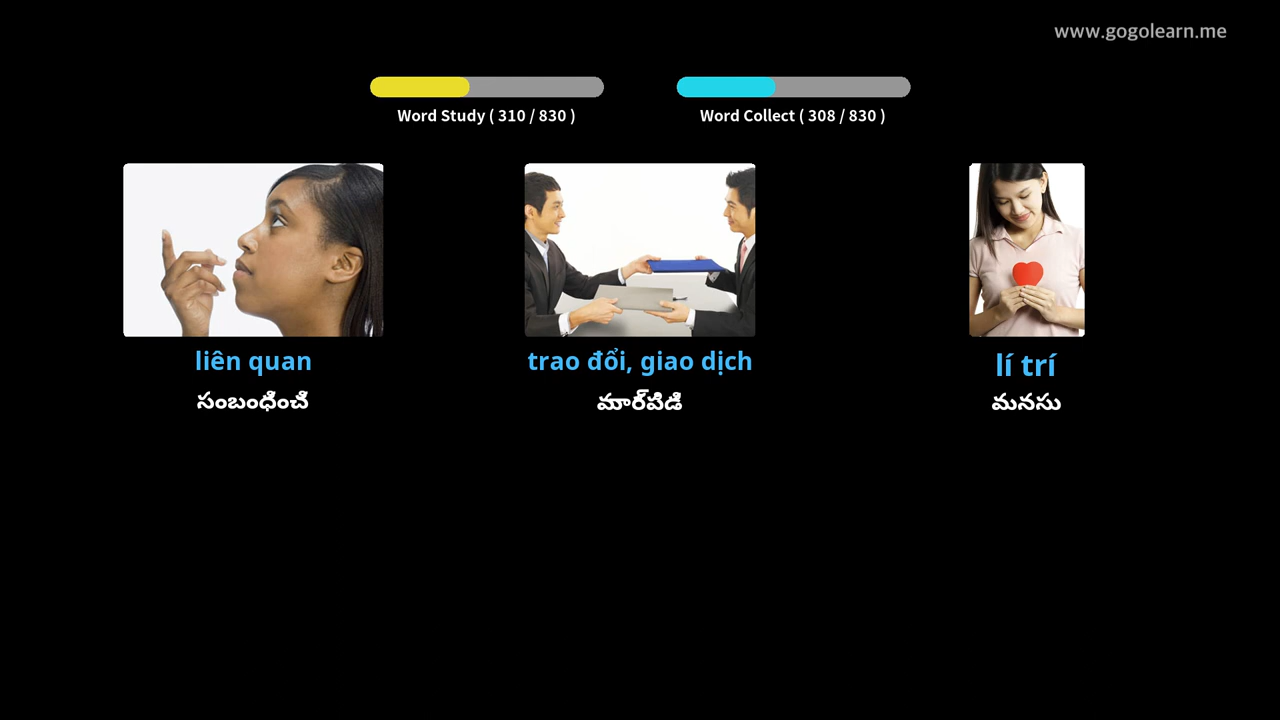 www.gogolearn.me
Word Study ( 310 / 830 )
Word Collect ( 308 / 830 )
liên quan
trao đổi, giao dịch
lí trí
సంబంధించి
మార్పిడి
మనసు